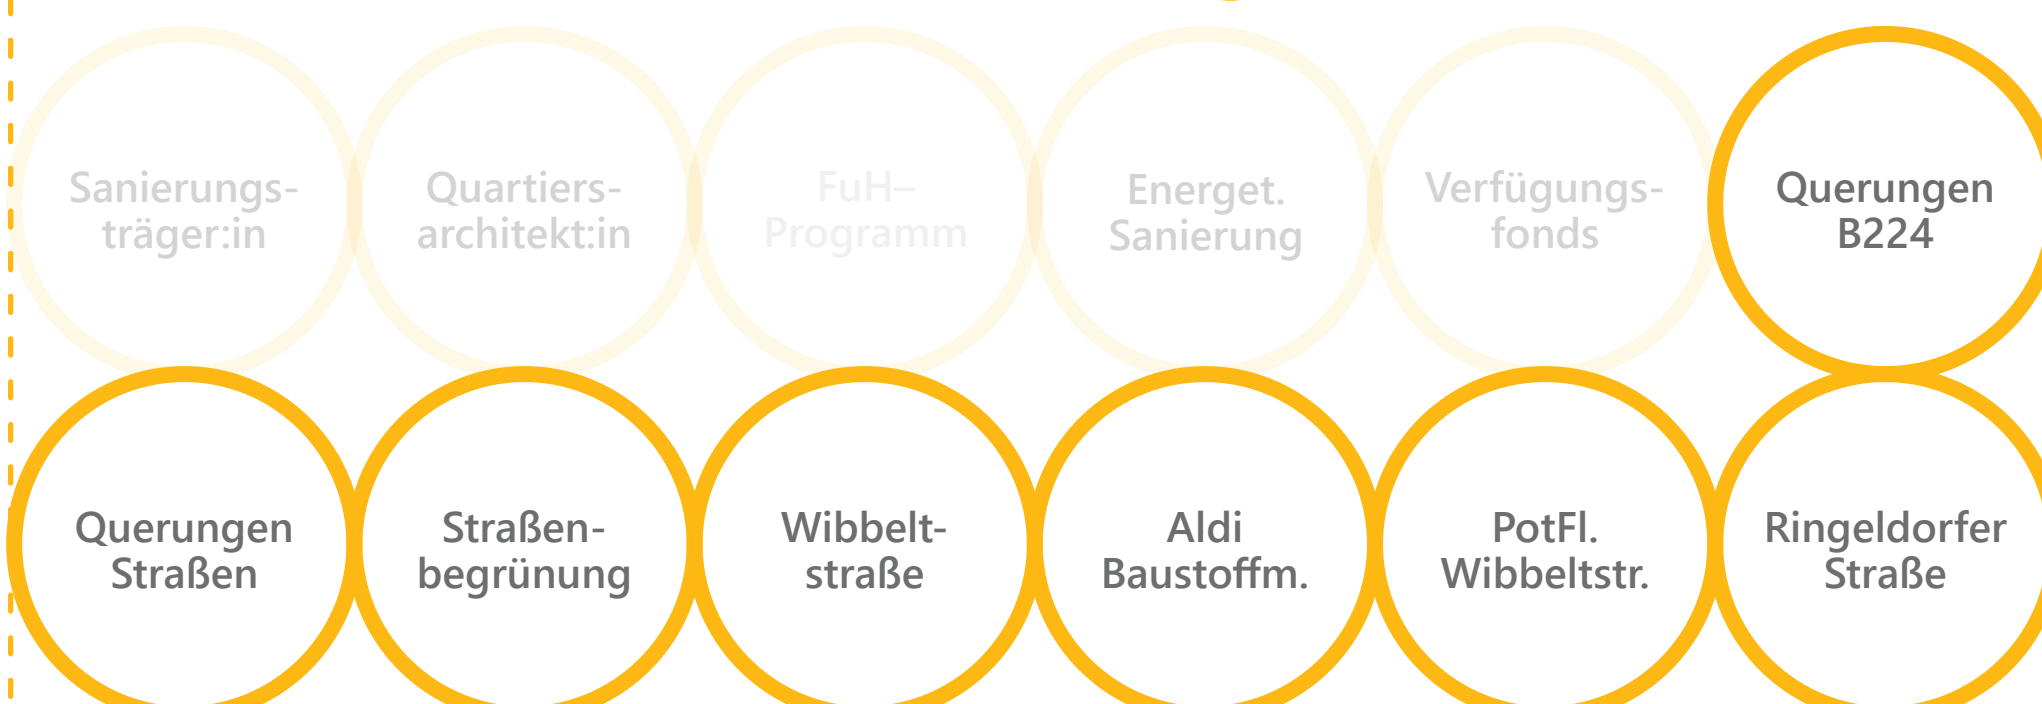 Sanierungs-
träger:in
Quartiers-
architekt:in
FuH–
Programm
Energet.
Sanierung
Verfügungs-
fonds
Querungen
B224
Querungen
Straßen
Straßen-
begrünung
Wibbelt-
straße
Aldi
Baustoffm.
PotFl.
Wibbeltstr.
Ringeldorfer
Straße